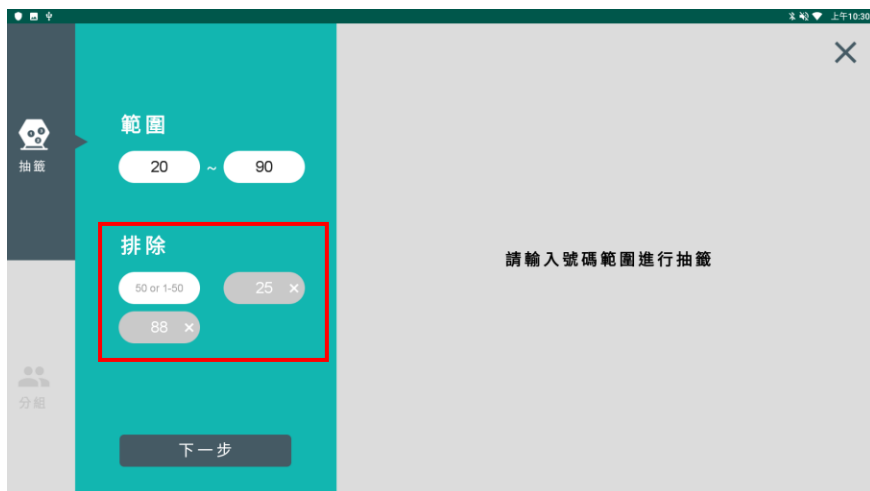 上午10:30
抽籤
範圍
20 ~ 90
排除
50 or 1-50
25 ×
88 ×
下一步
分組
請輸入號碼範圍進行抽籤